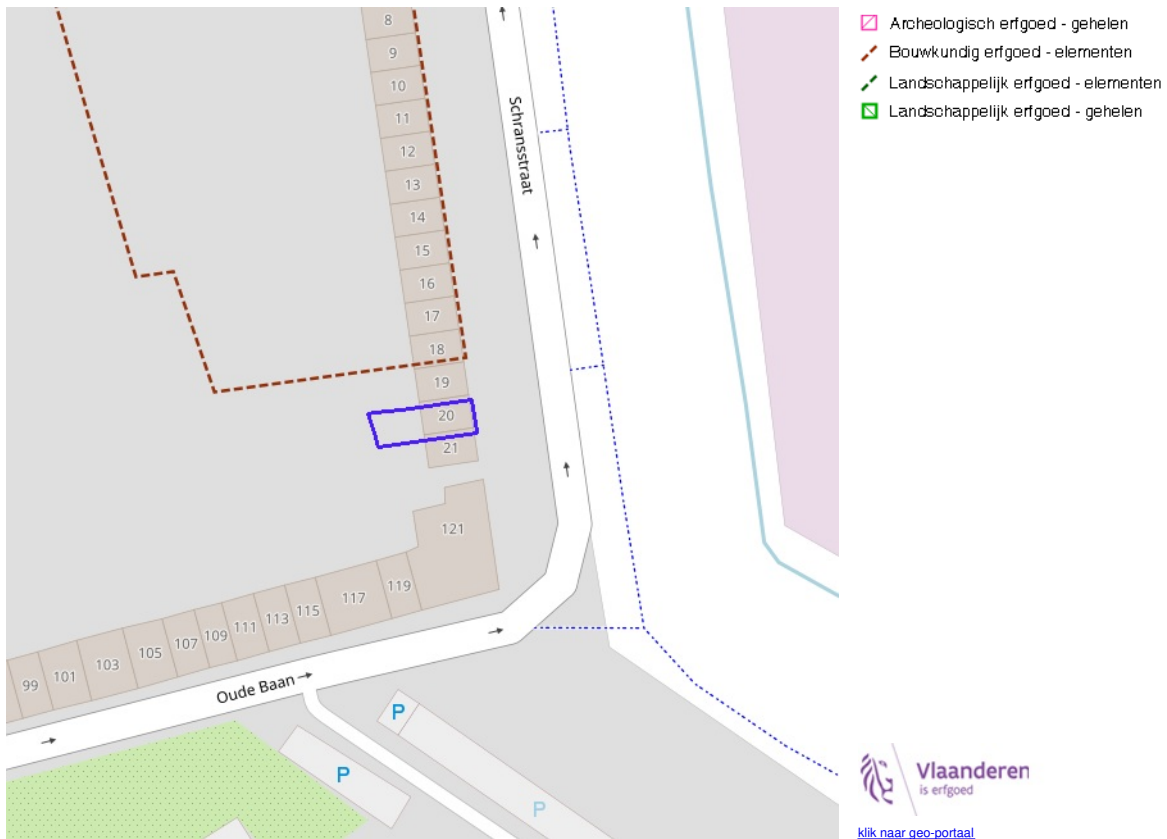 8
9
10
11
12
13
14
15
16
17
18
19
20
21
Schransstraat
121
119
117
115
113
111
109
107
105
103
101
99
Oude Baan
P
P
P
Archeologisch erfgoed - gehelen
Bouwkundig erfgoed - elementen
Landschappelijk erfgoed - elementen
Landschappelijk erfgoed - gehelen
Vlaanderen
is erfgoed
klik naar geo-portaal